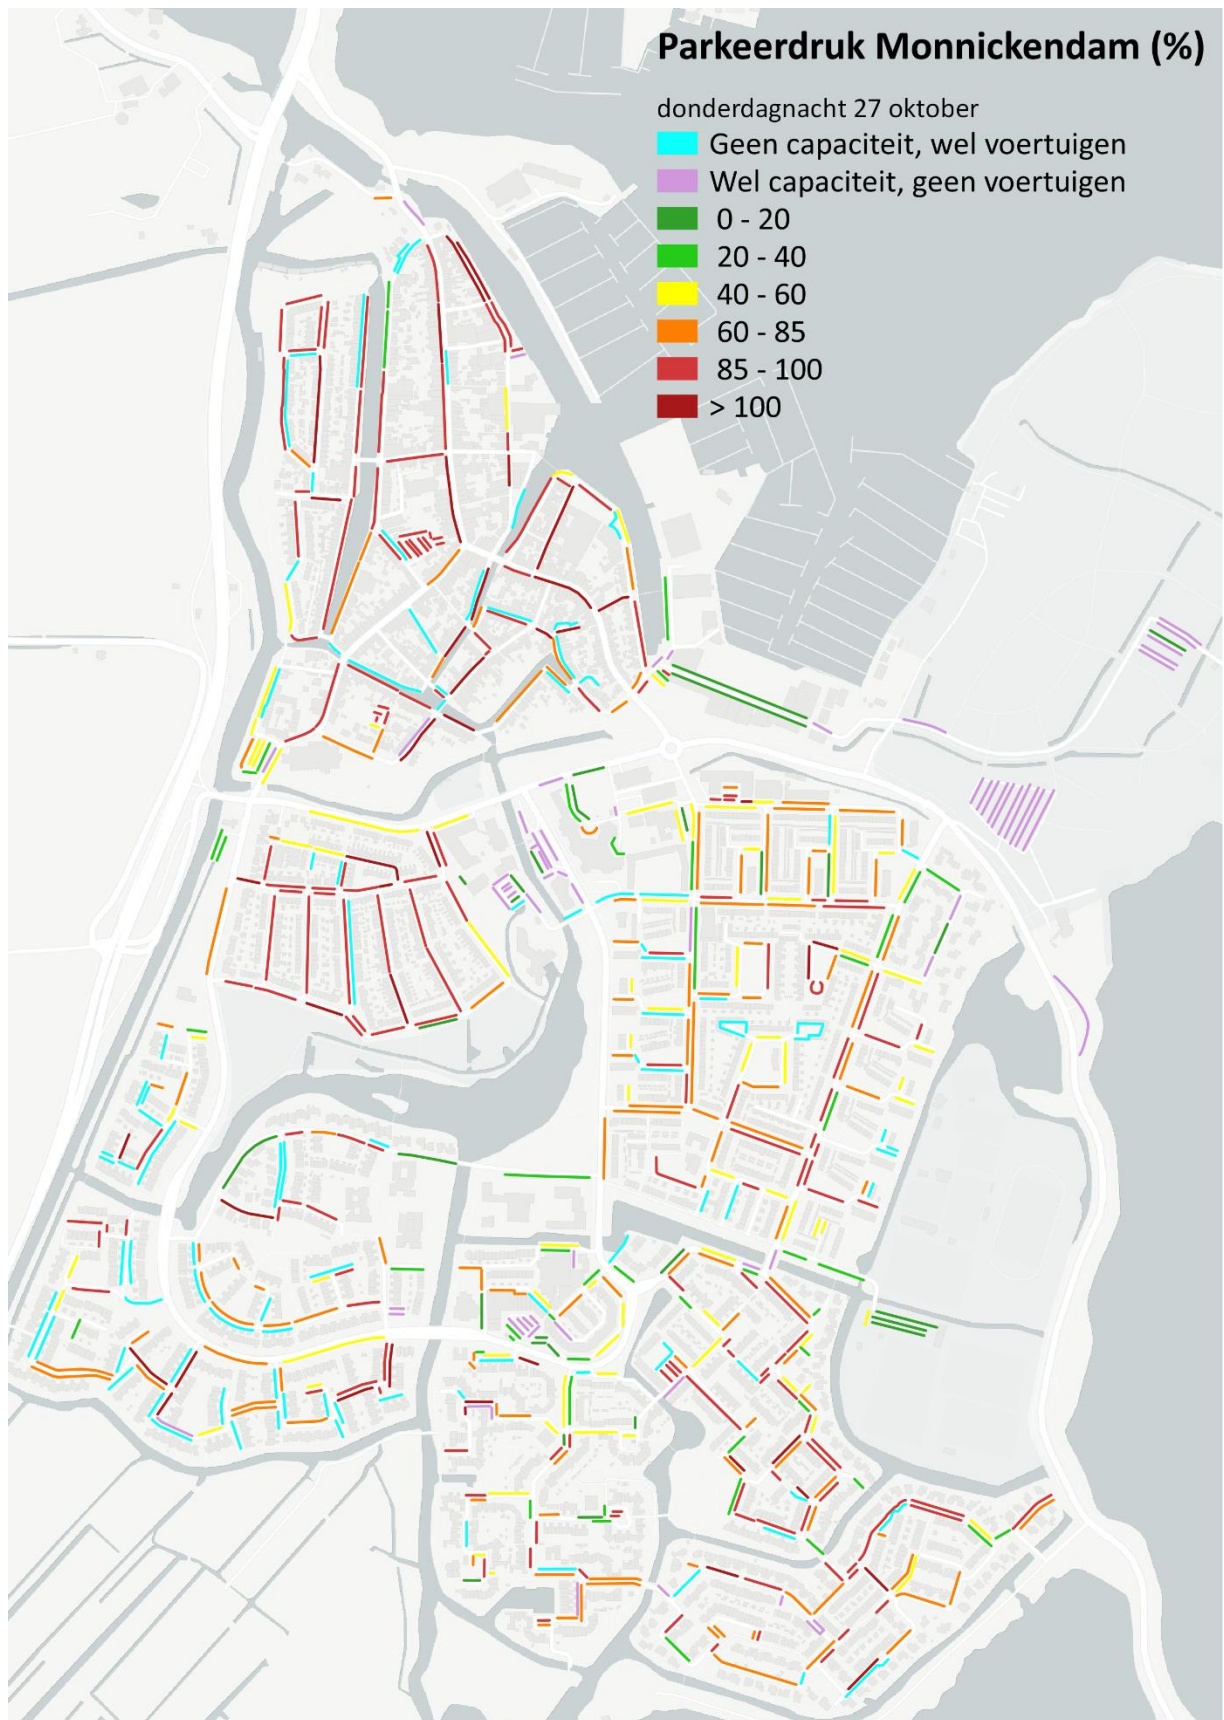 Parkeerdruk Monnickendam (%)
donderdagnacht 27 oktober
Geen capaciteit, wel voertuigen
Wel capaciteit, geen voertuigen
0 - 20
20 - 40
40 - 60
60 - 85
85 - 100
> 100